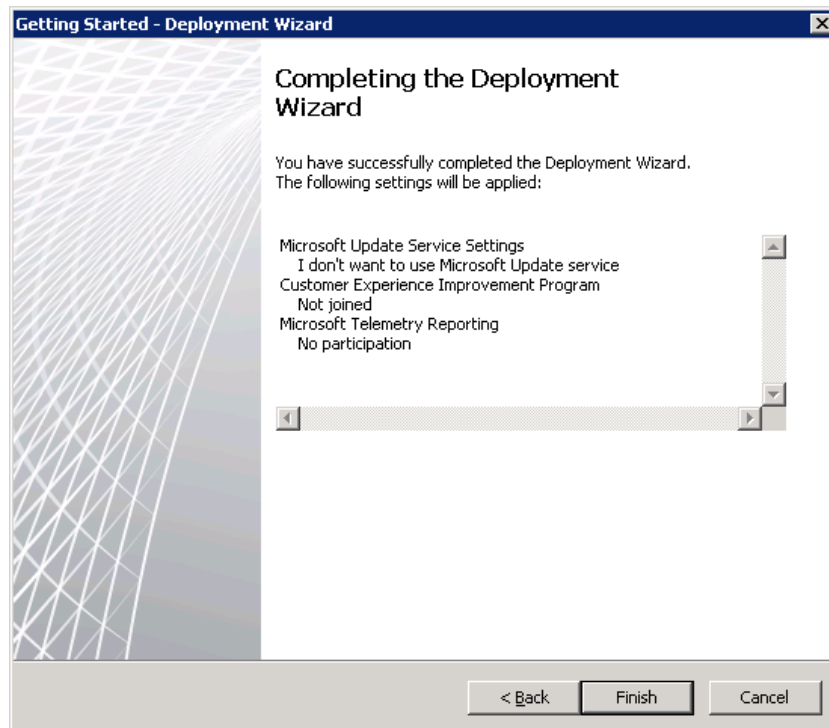 Getting Started - Deployment Wizard
Completing the Deployment
Wizard
You have successfully completed the Deployment Wizard.
The following settings will be applied:
Microsoft Update Service Settings
I don't want to use Microsoft Update service
Customer Experience Improvement Program
Not joined
Microsoft Telemetry Reporting
No participation
< Back
Finish
Cancel